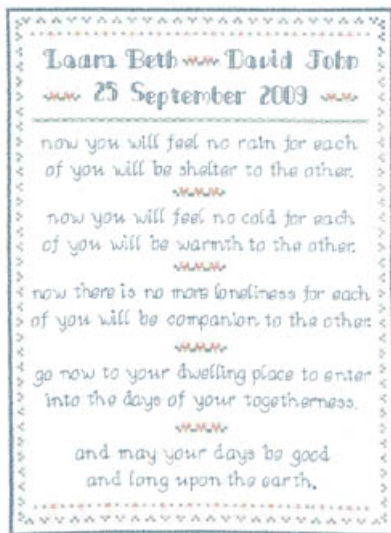 Laura Beth David John
25 September 2009
now you will feel no rain for each
of you will be shelter to the other.
now you will feel no cold for each
of you will be warmth to the other.
now there is no more loneliness for each
of you will be companion to the other.
go now to your dwelling place to enter
into the days of your togetherness.
and may your days be good
and long upon the earth.